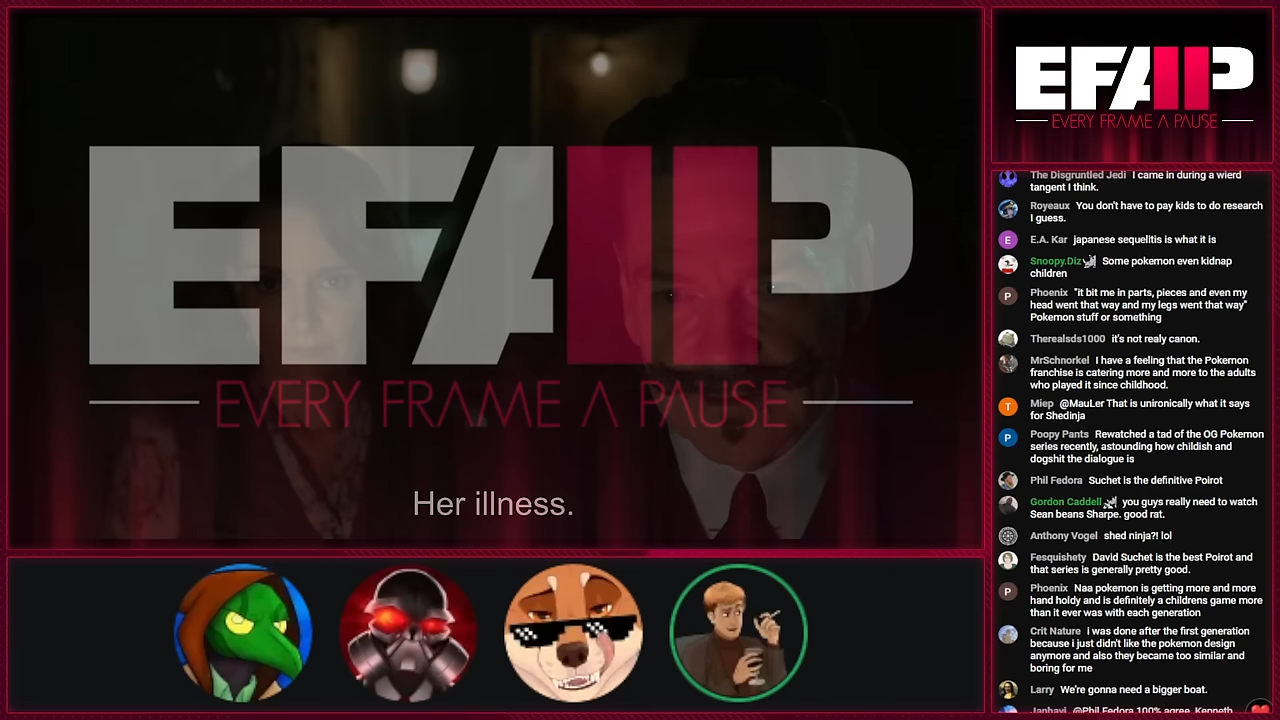 EFAP
EVERY FRAME A PAUSE
Her illness.
EFAP
EVERY FRAME A PAUSE
The Disgruntled Jedi I came in during a wierd
tangent I think.
Royeaux You don't have to pay kids to do research
I guess.
E E.A. Kar japanese sequelitis is what it is
Snoopy.Diz Some pokemon even kidnap
children
P Phoenix "it bit me in parts, pieces and even my
head went that way and my legs went that way"
Pokemon stuff or something
Therealsds1000 it's not realy canon.
MrSchnorkel I have a feeling that the Pokemon
franchise is catering more and more to the adults
who played it since childhood.
T Miep @MauLer That is unironically what it says
for Shedinja
P Poopy Pants Rewatched a tad of the OG Pokemon
series recently, astounding how childish and
dogshit the dialogue is
Phil Fedora Suchet is the definitive Poirot
Gordon Caddell you guys really need to watch
Sean beans Sharpe. good rat.
Anthony Vogel shed ninja?! lol
Fesquishety David Suchet is the best Poirot and
that series is generally pretty good.
P Phoenix Naa pokemon is getting more and more
hand holdy and is definitely a childrens game more
than it ever was with each generation
Crit Nature I was done after the first generation
because i just didn't like the pokemon design
anymore and also they became too similar and
boring for me
Larry We're gonna need a bigger boat.
@Phil Fedora 100% agree. Kenneth